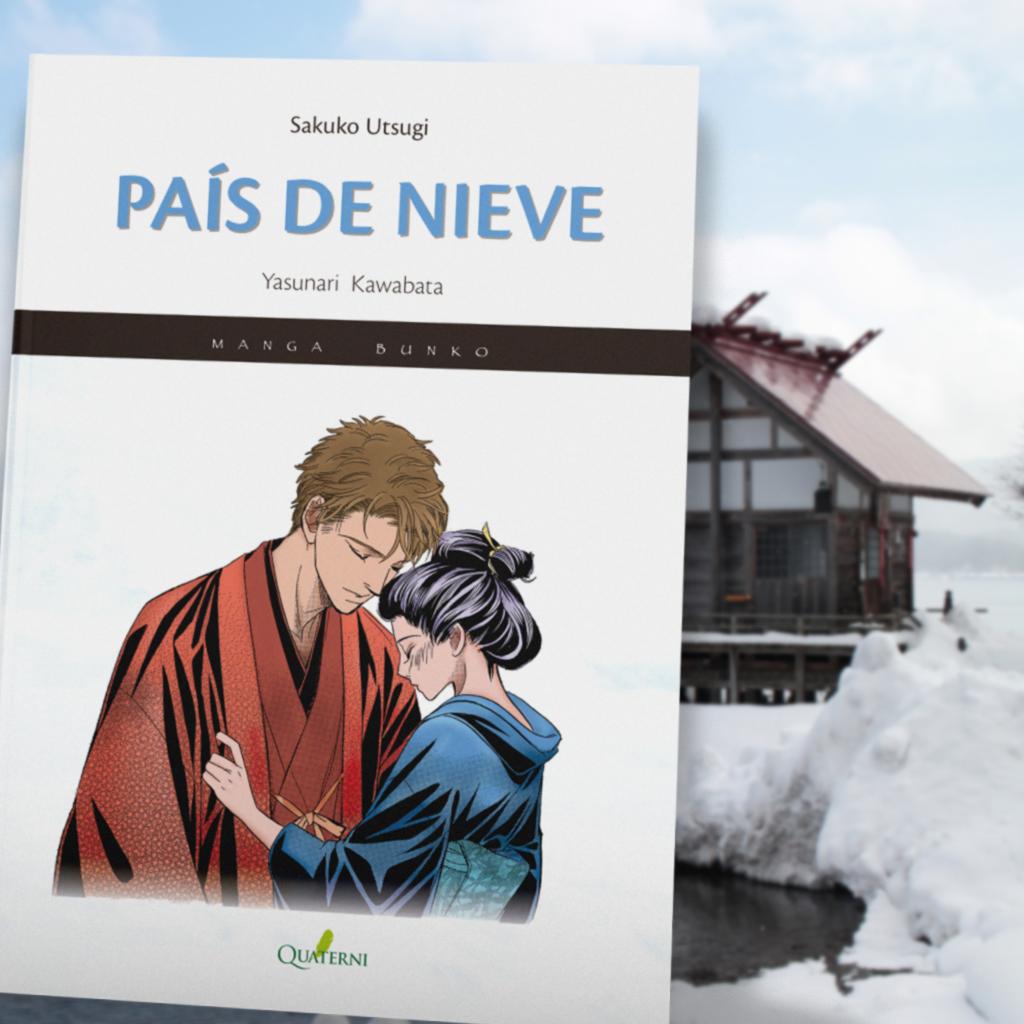 Sakuko Utsugi
PAÍS DE NIEVE
Yasunari Kawabata
MANGA BUNKO
QUATERNI